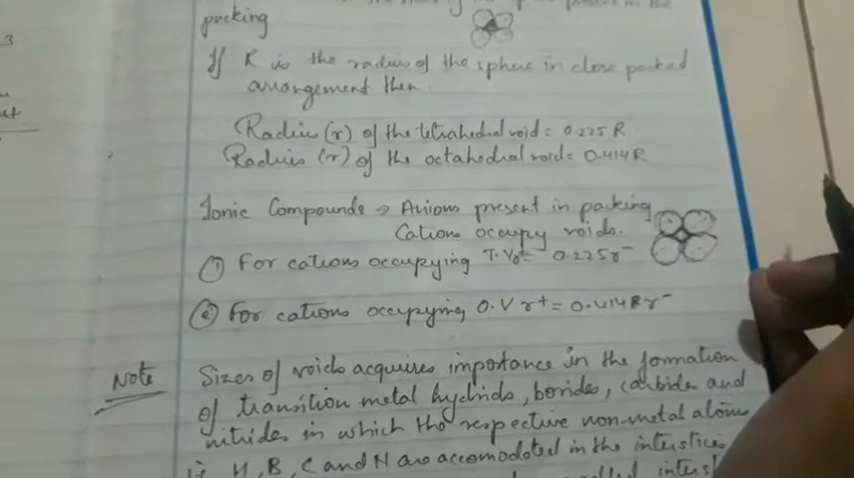 3
packing
If R is the radius of the sphere in close packed
arrangement then.
Radius (r) of the tetrahedral void = 0.225 R
Radius (r) of the octahedral void = 0.414 R
Ionic Compounds → Anions present in packing
Cations occupy voids.
① For cations occupying T.V r+ = 0.225 r-
② For cations occupying O.V r+ = 0.414 R r-
Note Sizes of voids acquires importance in the formation
of transition metal hydrids, borides, carbides and
nitrides in which the respective non-metal atoms
i.e. H, B, C and N are accomodated in the interstices
interst